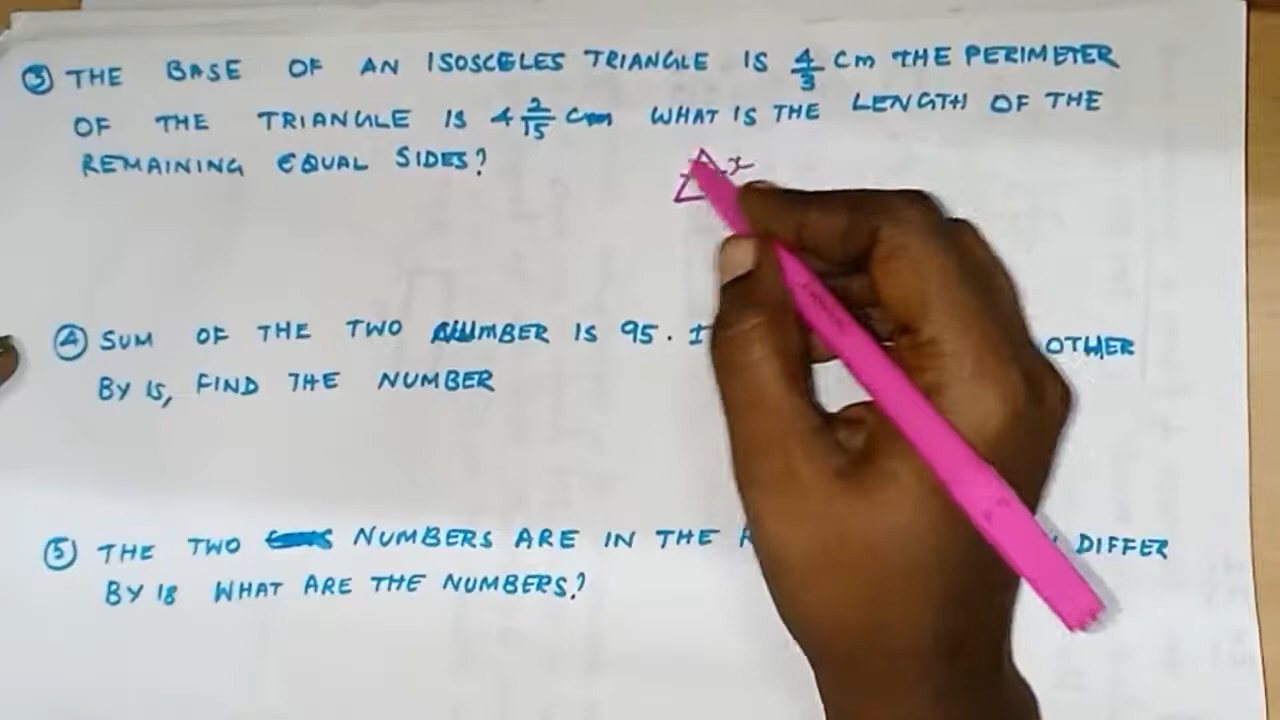 ③ THE BASE OF AN ISOSCELES TRIANGLE IS 4/3 Cm THE PERIMETER
OF THE TRIANGLE IS 4 2/15 Cm WHAT IS THE LENGTH OF THE
REMAINING EQUAL SIDES?
x
④ SUM OF THE TWO NUMBER IS 95. OTHER
BY 15, FIND THE NUMBER
⑤ THE TWO NUMBERS ARE IN THE DIFFER
BY 18 WHAT ARE THE NUMBERS?